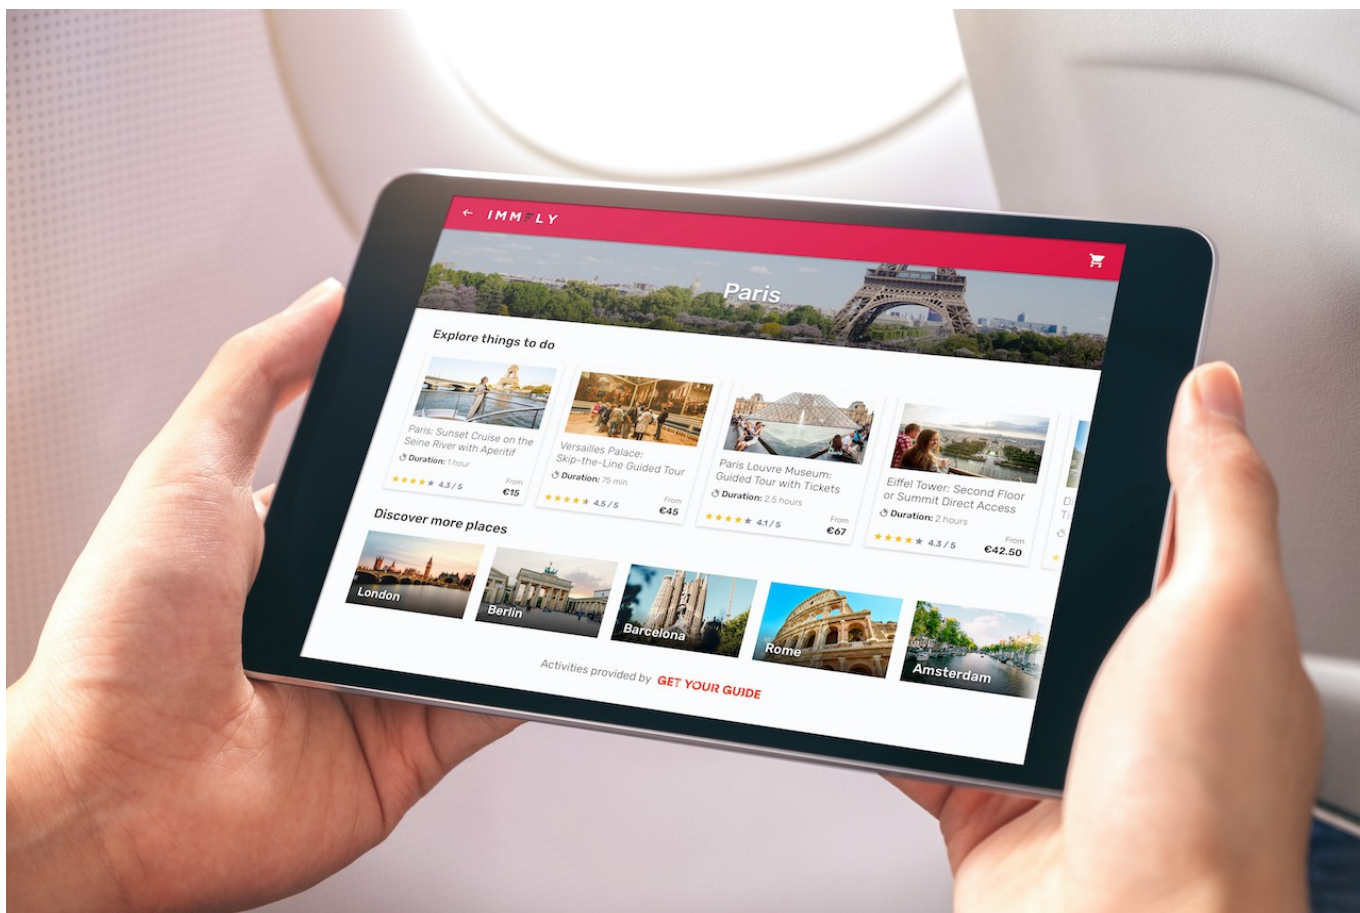 IMMFLY
Paris
Explore things to do
Paris: Sunset Cruise on the
Seine River with Aperitif
Duration: 1 hour
4.3 / 5
From
€15
Versailles Palace:
Skip-the-Line Guided Tour
Duration: 75 min
4.5 / 5
From
€45
Paris Louvre Museum:
Guided Tour with Tickets
Duration: 2.5 hours
4.1 / 5
From
€67
Eiffel Tower: Second Floor
or Summit Direct Access
Duration: 2 hours
4.3 / 5
From
€42.50
Discover more places
London
Berlin
Barcelona
Rome
Amsterdam
Activities provided by GET YOUR GUIDE